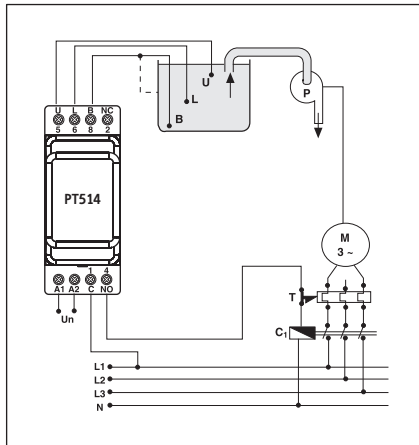 U L B NC
5 6 8 2
PT514
1 4
A1 A2 C NO
Un
U
L
B
P
M
3 ~
T
C1
L1
L2
L3
N